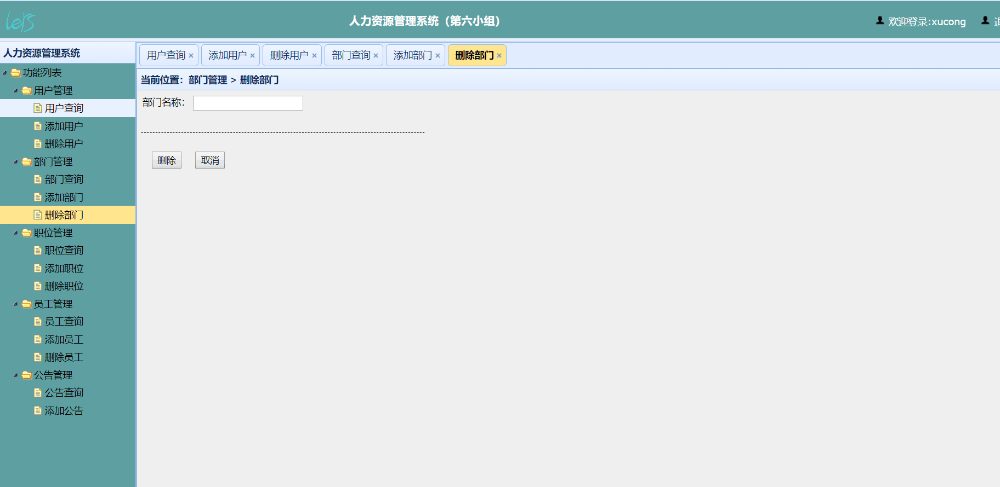 lers
人力资源管理系统（第六小组）
欢迎登录:xucong
人力资源管理系统
功能列表
用户管理
用户查询
添加用户
删除用户
部门管理
部门查询
添加部门
删除部门
职位管理
职位查询
添加职位
删除职位
员工管理
员工查询
添加员工
删除员工
公告管理
公告查询
添加公告
用户查询 × 添加用户 × 删除用户 × 部门查询 × 添加部门 × 删除部门 ×
当前位置：部门管理 > 删除部门
部门名称：
删除 取消